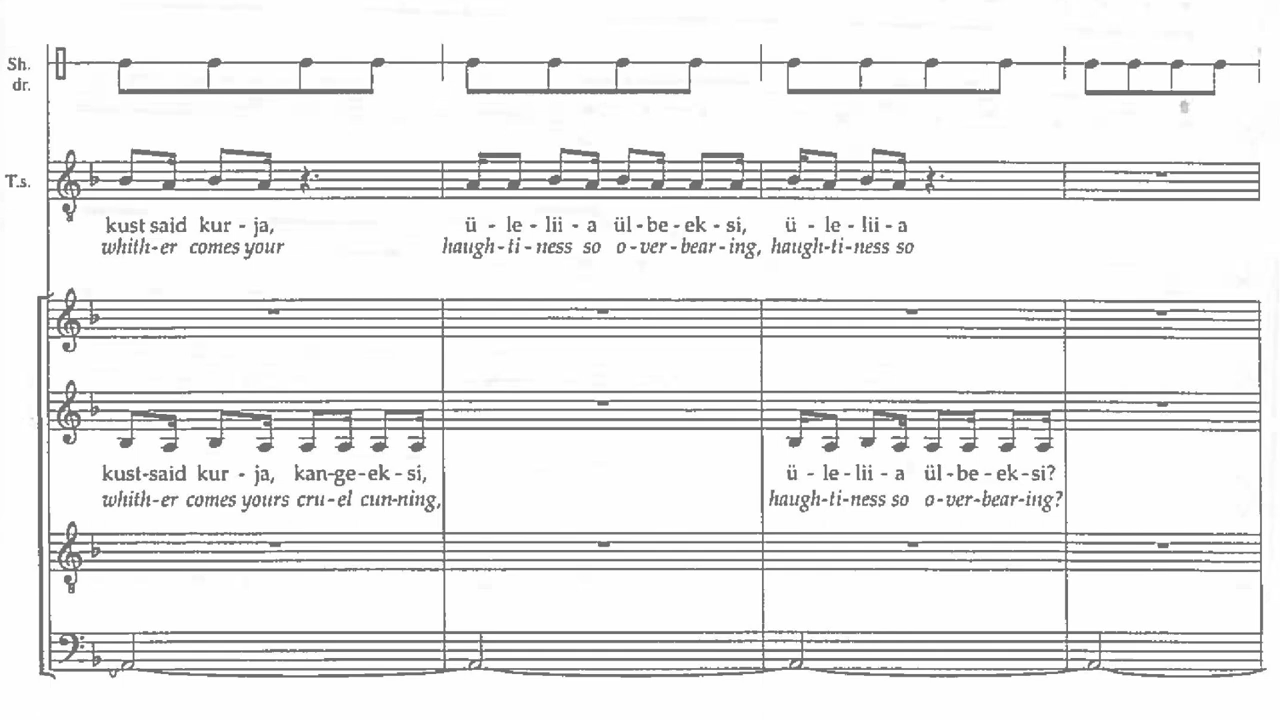 Sh.
dr.
T.s.
kust said kur - ja, ü - le - lii - a ül - be - ek - si, ü - le - lii - a
whith-er comes your haugh-ti-ness so o-ver-bear-ing, haugh-ti-ness so
kust-said kur - ja, kan-ge-ek-si, ü - le-lii - a ül-be-ek-si?
whith-er comes yours cru-el cun-ning, haugh-ti-ness so o-ver-bear-ing?